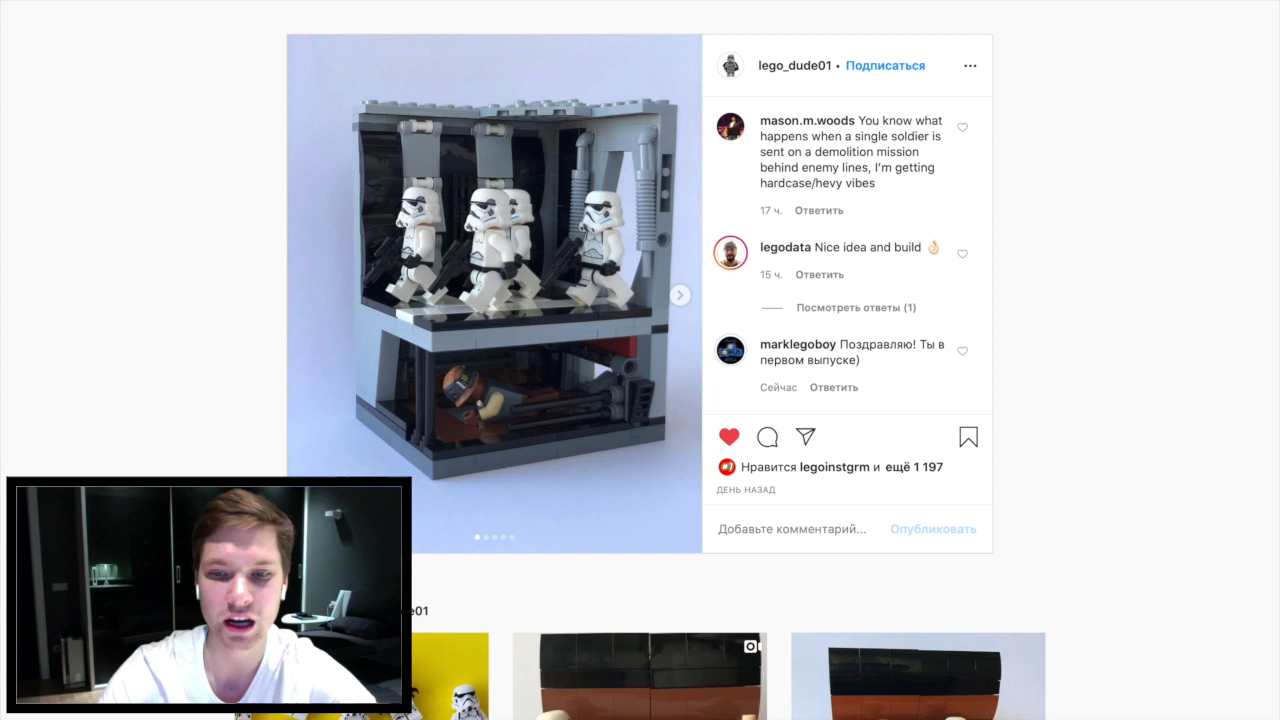 lego_dude01 • Подписаться
mason.m.woods You know what
happens when a single soldier is
sent on a demolition mission
behind enemy lines, I'm getting
hardcase/hevy vibes
17 ч. Ответить
legodata Nice idea and build 👌🏻
15 ч. Ответить
Посмотреть ответы (1)
marklegoboy Поздравляю! Ты в
первом выпуске)
Сейчас Ответить
Нравится legoinstgrm и ещё 1 197
ДЕНЬ НАЗАД
Добавьте комментарий... Опубликовать
e01